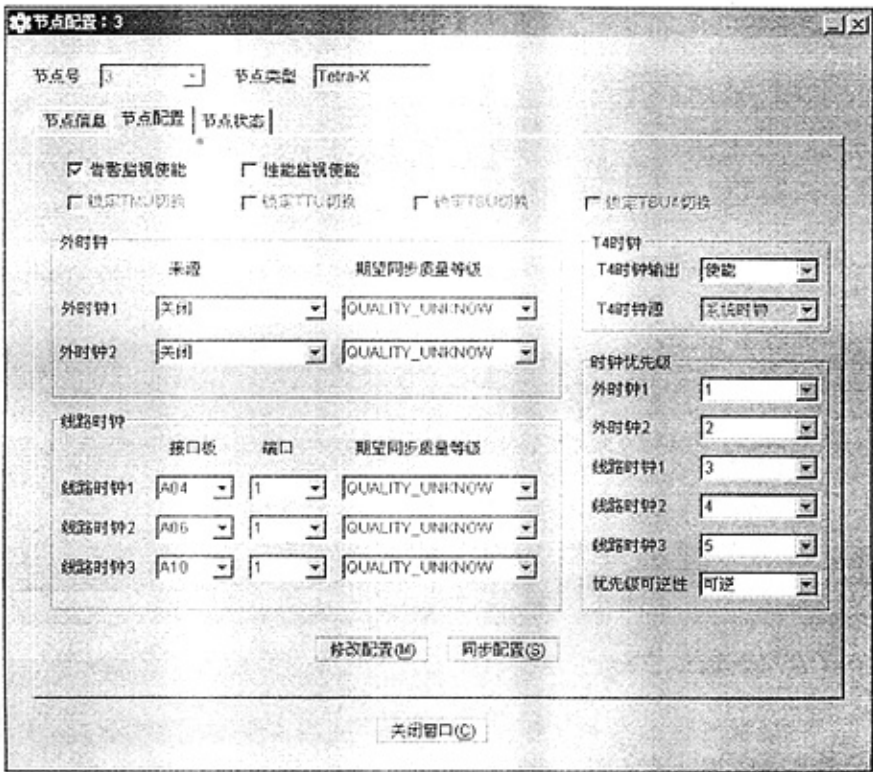 节点配置:3
节点号 3 节点类型 Tetra-X
节点信息 节点配置 节点状态
告警监视使能 性能监视使能
锁定TMU切换 锁定TTU切换 锁定TSU切换 锁定TBUX切换
外时钟
来源 期望同步质量等级
外时钟1 关闭 QUALITY_UNKNOW
外时钟2 关闭 QUALITY_UNKNOW
线路时钟
接口板 端口 期望同步质量等级
线路时钟1 A04 1 QUALITY_UNKNOW
线路时钟2 A06 1 QUALITY_UNKNOW
线路时钟3 A10 1 QUALITY_UNKNOW
T4时钟
T4时钟输出 使能
T4时钟源 系统时钟
时钟优先级
外时钟1 1
外时钟2 2
线路时钟1 3
线路时钟2 4
线路时钟3 5
优先级可逆性 可逆
修改配置(M) 同步配置(S)
关闭窗口(C)